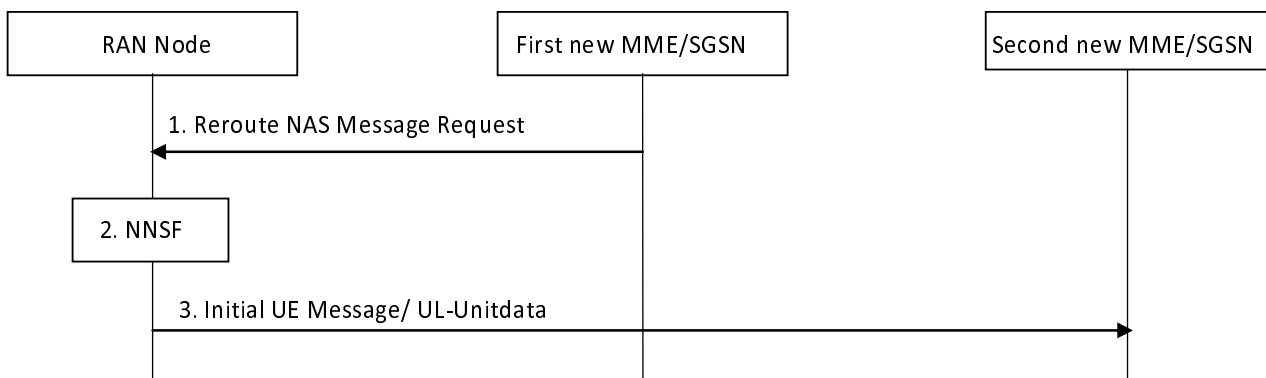 RAN Node
First new MME/SGSN
Second new MME/SGSN
1. Reroute NAS Message Request
2. NNSF
3. Initial UE Message/ UL-Unitdata